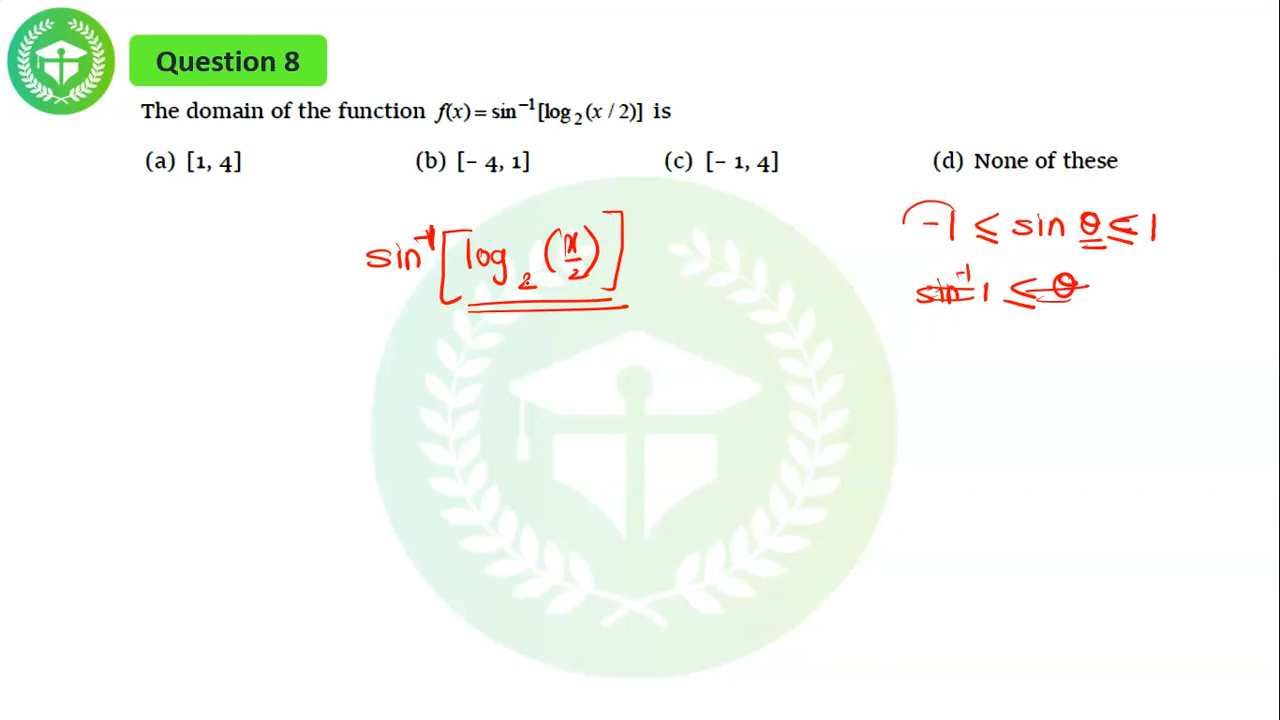 Question 8
The domain of the function f(x) = sin⁻¹[log₂(x / 2)] is
(a) [1, 4] (b) [– 4, 1] (c) [– 1, 4] (d) None of these
-1 ≤ sin θ ≤ 1
sin⁻¹ [log₂ (x/2)]
sin⁻¹ 1 ≤ θ